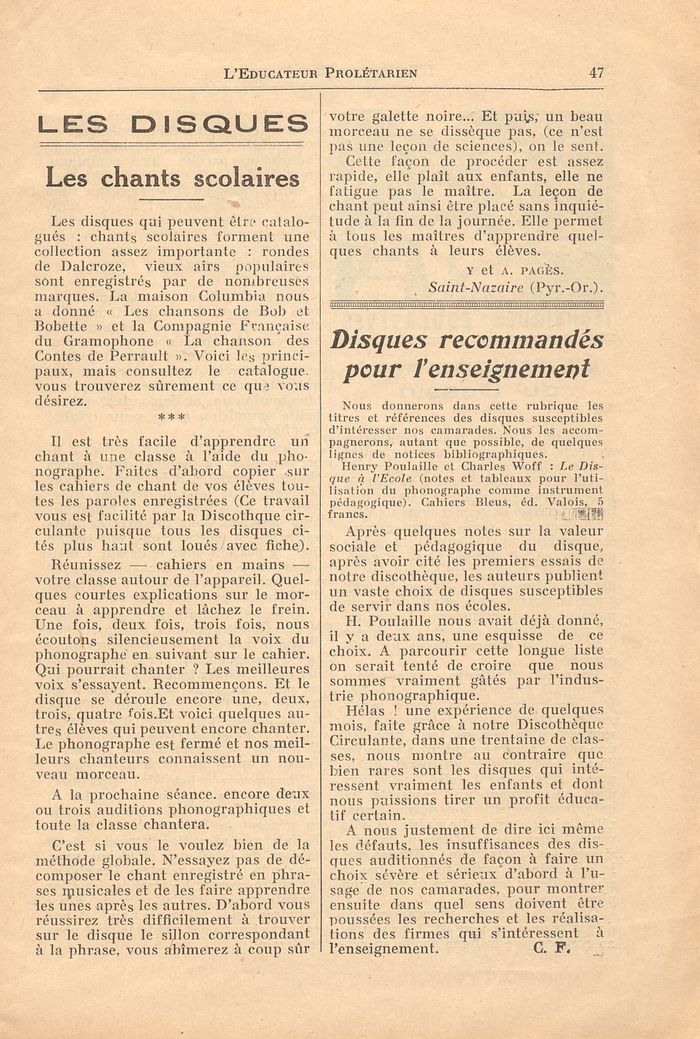 L'Educateur Prolétarien 47
LES DISQUES
Les chants scolaires
Les disques qui peuvent être catalo-
gués : chants scolaires forment une
collection assez importante : rondes
de Dalcroze, vieux airs populaires
sont enregistrés par de nombreuses
marques. La maison Columbia nous
a donné « Les chansons de Bob et
Bobette » et la Compagnie Française
du Gramophone « La chanson des
Contes de Perrault ». Voici les princi-
paux, mais consultez le catalogue.
vous trouverez sûrement ce que vous
désirez.
***
Il est très facile d'apprendre un
chant à une classe à l'aide du pho-
nographe. Faites d'abord copier sur
les cahiers de chant de vos élèves tou-
tes les paroles enregistrées (Ce travail
vous est facilité par la Discothque cir-
culante puisque tous les disques ci-
tés plus haut sont loués avec fiche).
Réunissez — cahiers en mains —
votre classe autour de l'appareil. Quel-
ques courtes explications sur le mor-
ceau à apprendre et lâchez le frein.
Une fois, deux fois, trois fois, nous
écoutons silencieusement la voix du
phonographe en suivant sur le cahier.
Qui pourrait chanter ? Les meilleures
voix s'essayent. Recommençons. Et le
disque se déroule encore une, deux,
trois, quatre fois.Et voici quelques au-
tres élèves qui peuvent encore chanter.
Le phonographe est fermé et nos meil-
leurs chanteurs connaissent un nou-
veau morceau.
A la prochaine séance. encore deux
ou trois auditions phonographiques et
toute la classe chantera.
C'est si vous le voulez bien de la
méthode globale. N'essayez pas de dé-
composer le chant enregistré en phra-
ses musicales et de les faire apprendre
les unes après les autres. D'abord vous
réussirez très difficilement à trouver
sur le disque le sillon correspondant
à la phrase, vous abîmerez à coup sûr
votre galette noire... Et puis, un beau
morceau ne se dissèque pas, (ce n'est
pas une leçon de sciences), on le sent.
Cette façon de procéder est assez
rapide, elle plaît aux enfants, elle ne
fatigue pas le maître. La leçon de
chant peut ainsi être placé sans inquié-
tude à la fin de la journée. Elle permet
à tous les maîtres d'apprendre quel-
ques chants à leurs élèves.
Y et A. PAGÈS.
Saint-Nazaire (Pyr.-Or.).
Disques recommandés
pour l'enseignement
Nous donnerons dans cette rubrique les
titres et références des disques susceptibles
d'intéresser nos camarades. Nous les accom-
pagnerons, autant que possible, de quelques
lignes de notices bibliographiques.
Henry Poulaille et Charles Woff : Le Dis-
que à l'Ecole (notes et tableaux pour l'uti-
lisation du phonographe comme instrument
pédagogique). Cahiers Bleus, éd. Valois, 5
francs.
Après quelques notes sur la valeur
sociale et pédagogique du disque,
après avoir cité les premiers essais de
notre discothèque, les auteurs publient
un vaste choix de disques susceptibles
de servir dans nos écoles.
H. Poulaille nous avait déjà donné,
il y a deux ans, une esquisse de ce
choix. A parcourir cette longue liste
on serait tenté de croire que nous
sommes vraiment gâtés par l'indus-
trie phonographique.
Hélas ! une expérience de quelques
mois, faite grâce à notre Discothèque
Circulante, dans une trentaine de clas-
ses, nous montre au contraire que
bien rares sont les disques qui inté-
ressent vraiment les enfants et dont
nous puissions tirer un profit éduca-
tif certain.
A nous justement de dire ici même
les défauts, les insuffisances des dis-
ques auditionnés de façon à faire un
choix sévère et sérieux d'abord à l'u-
sage de nos camarades, pour montrer
ensuite dans quel sens doivent être
poussées les recherches et les réalisa-
tions des firmes qui s'intéressent à
l'enseignement. C. F.